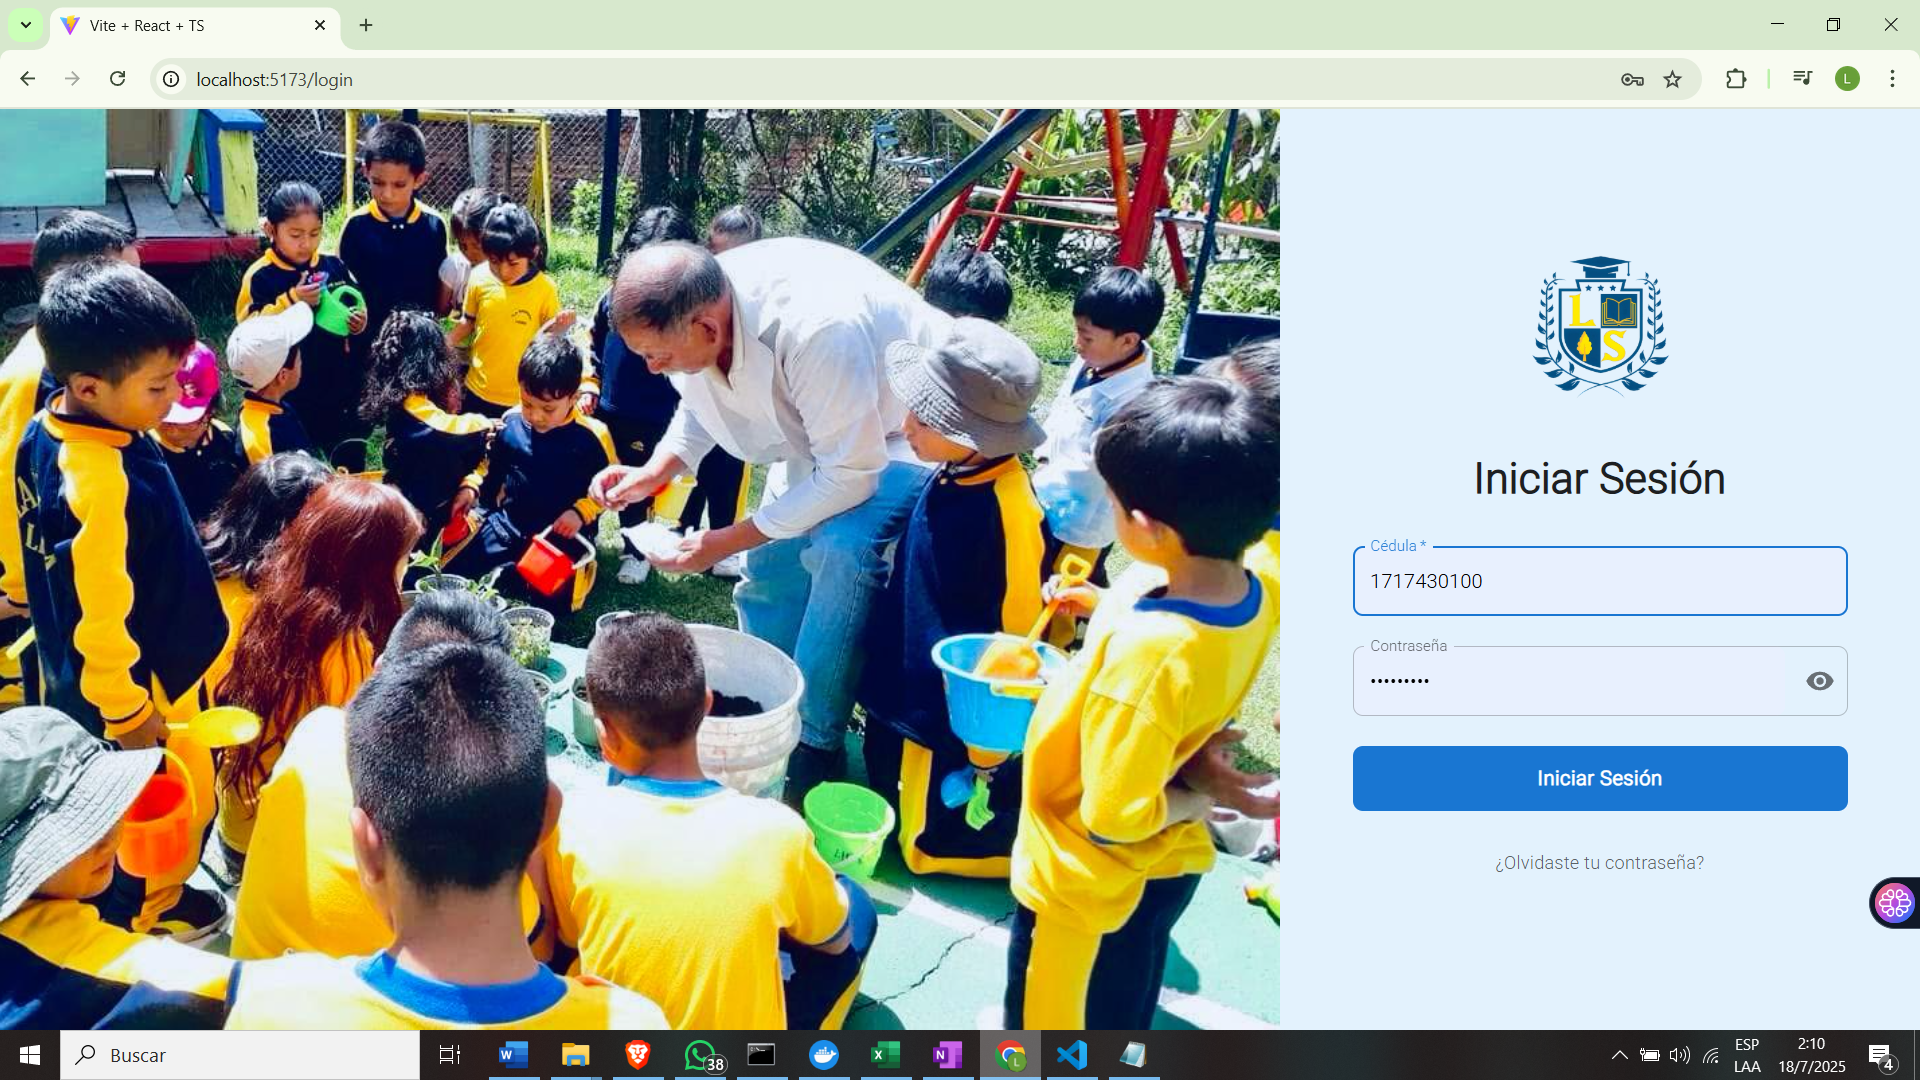 Vite + React + TS
localhost:5173/login
L
L
S
Iniciar Sesión
Cédula *
1717430100
Contraseña
•••••••••
Iniciar Sesión
¿Olvidaste tu contraseña?
Buscar
38
L
ESP
LAA
2:10
18/7/2025
4